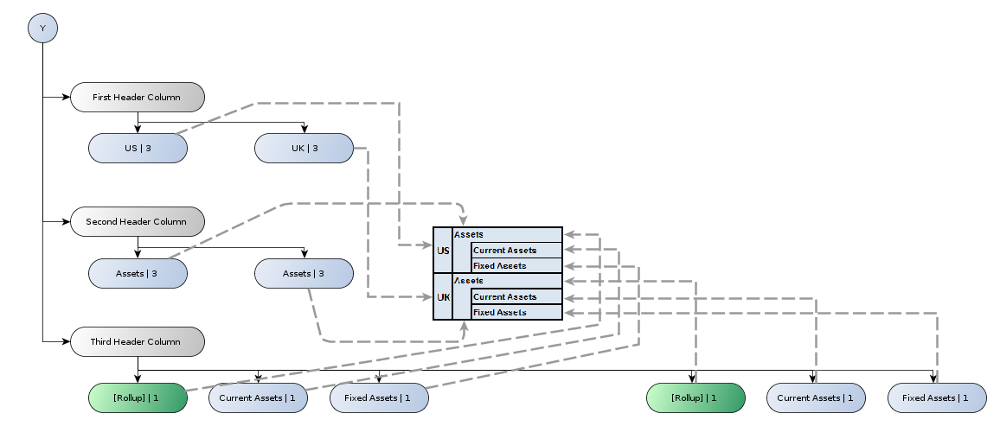 Y
First Header Column
US | 3
UK | 3
Second Header Column
Assets | 3
Assets | 3
Assets
US
Current Assets
Fixed Assets
Assets
UK
Current Assets
Fixed Assets
Third Header Column
[Rollup] | 1
Current Assets | 1
Fixed Assets | 1
[Rollup] | 1
Current Assets | 1
Fixed Assets | 1